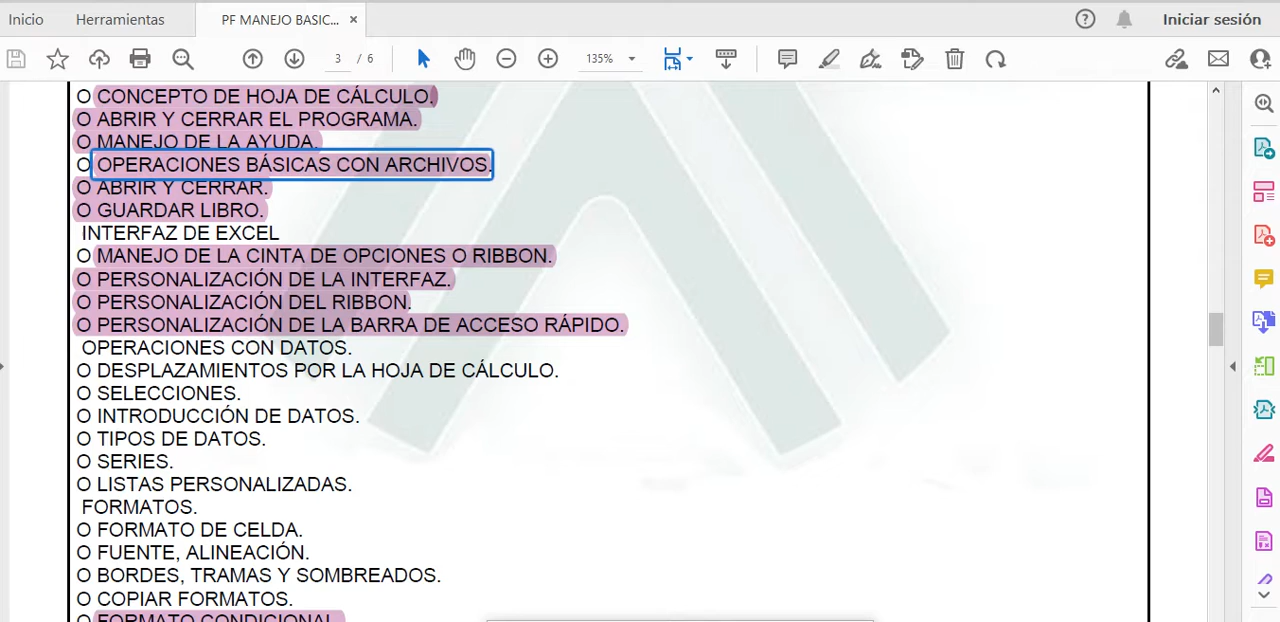 Inicio Herramientas PF MANEJO BASIC... × Iniciar sesión
3 / 6 135%
O CONCEPTO DE HOJA DE CÁLCULO.
O ABRIR Y CERRAR EL PROGRAMA.
O MANEJO DE LA AYUDA.
O OPERACIONES BÁSICAS CON ARCHIVOS.
O ABRIR Y CERRAR.
O GUARDAR LIBRO.
INTERFAZ DE EXCEL
O MANEJO DE LA CINTA DE OPCIONES O RIBBON.
O PERSONALIZACIÓN DE LA INTERFAZ.
O PERSONALIZACIÓN DEL RIBBON.
O PERSONALIZACIÓN DE LA BARRA DE ACCESO RÁPIDO.
OPERACIONES CON DATOS.
O DESPLAZAMIENTOS POR LA HOJA DE CÁLCULO.
O SELECCIONES.
O INTRODUCCIÓN DE DATOS.
O TIPOS DE DATOS.
O SERIES.
O LISTAS PERSONALIZADAS.
FORMATOS.
O FORMATO DE CELDA.
O FUENTE, ALINEACIÓN.
O BORDES, TRAMAS Y SOMBREADOS.
O COPIAR FORMATOS.
O FORMATO CONDICIONAL.